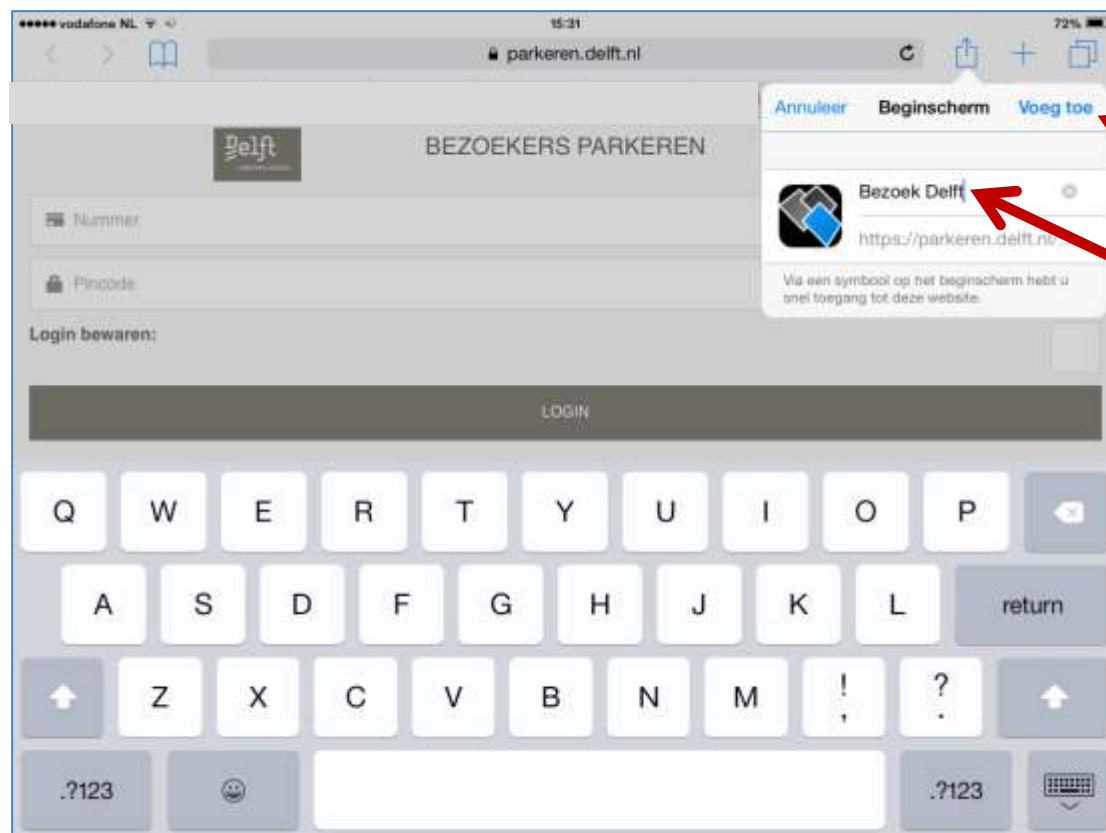 vodafone NL
15:31
72%
parkeren.delft.nl
Annuleer
Beginscherm
Voeg toe
Delft
BEZOEKERS PARKEREN
Bezoek Delft
https://parkeren.delft.nl/...
Via een symbool op het beginscherm hebt u
snel toegang tot deze website.
Nummer
Pincode
Login bewaren:
LOGIN
Q W E R T Y U I O P
A S D F G H J K L return
Z X C V B N M ! , ? .
.?123 .?123